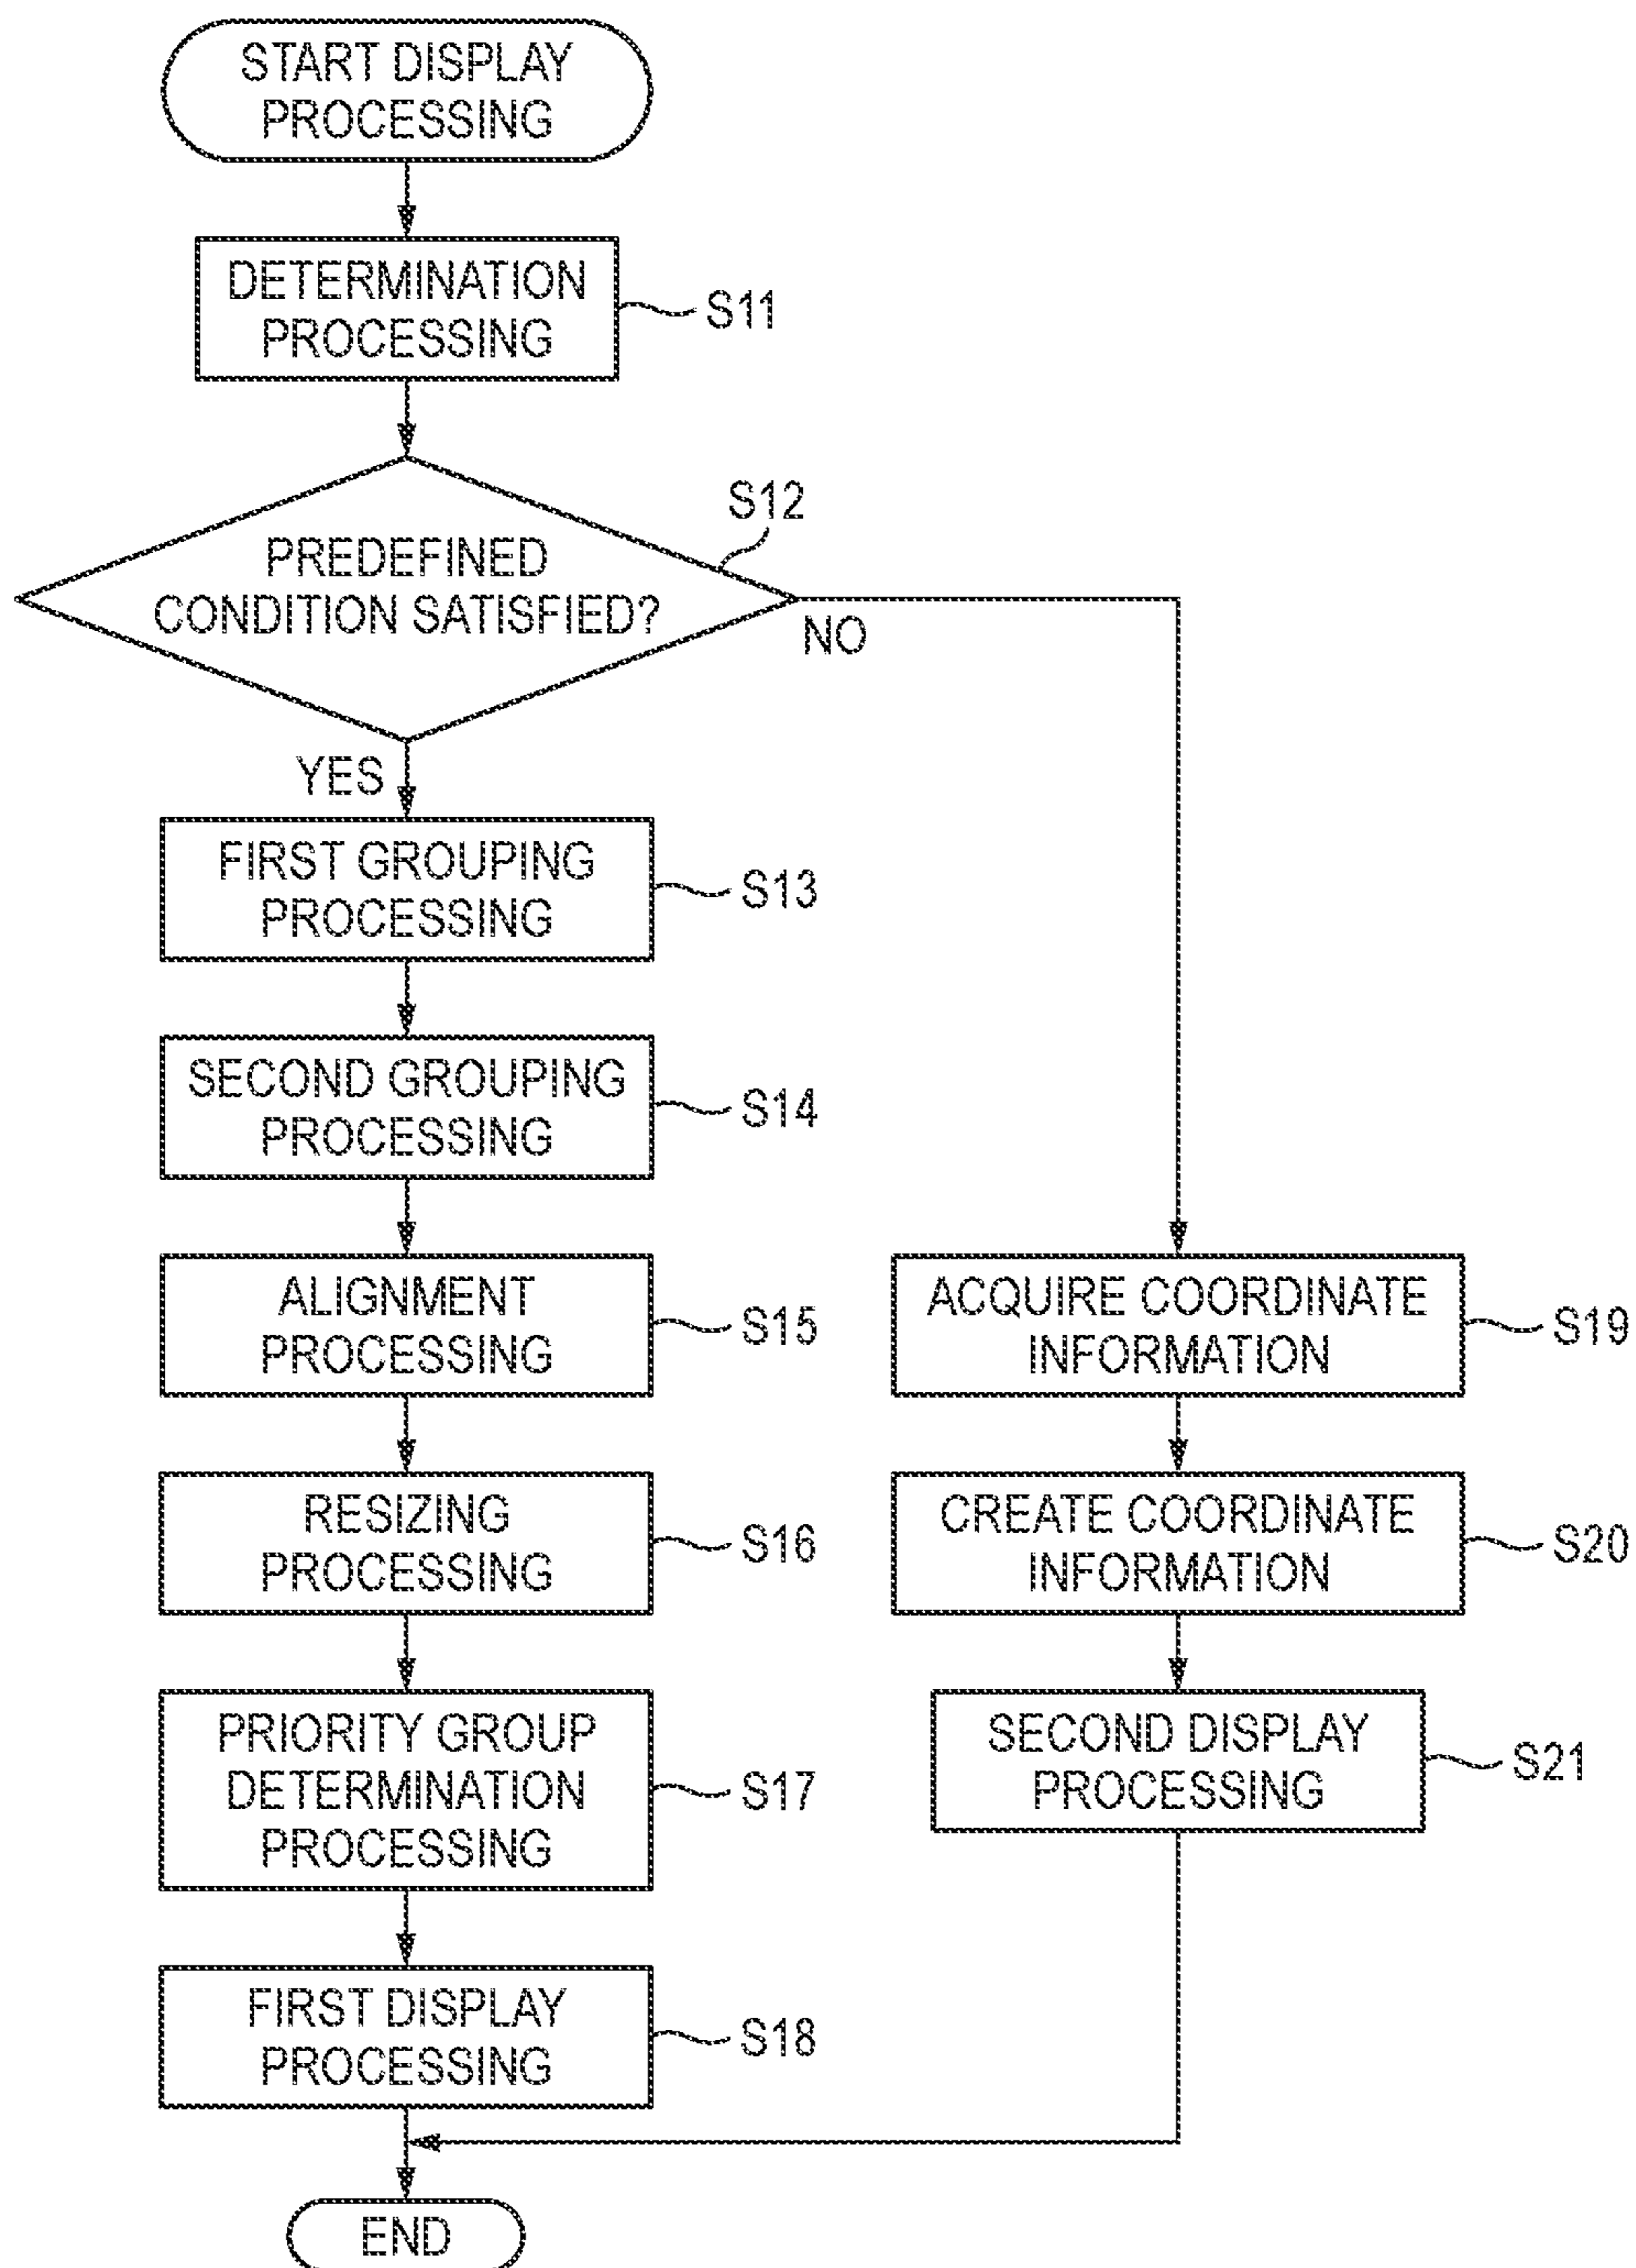 START DISPLAY
PROCESSING
DETERMINATION
PROCESSING
S11
S12
PREDEFINED
CONDITION SATISFIED?
NO
YES
FIRST GROUPING
PROCESSING
S13
SECOND GROUPING
PROCESSING
S14
ALIGNMENT
PROCESSING
S15
ACQUIRE COORDINATE
INFORMATION
S19
RESIZING
PROCESSING
S16
CREATE COORDINATE
INFORMATION
S20
PRIORITY GROUP
DETERMINATION
PROCESSING
S17
SECOND DISPLAY
PROCESSING
S21
FIRST DISPLAY
PROCESSING
S18
END